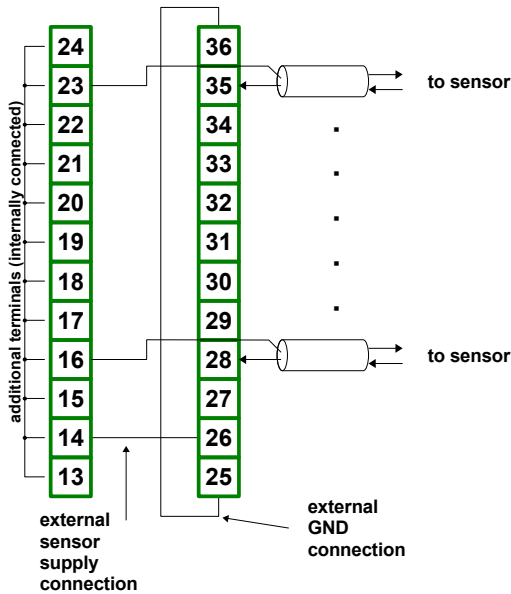 24 36
23 35 to sensor
22 34
21 33
20 32
19 31
18 30
17 29
16 28 to sensor
15 27
14 26
13 25
additional terminals (internally connected)
external
sensor
supply
connection
external
GND
connection